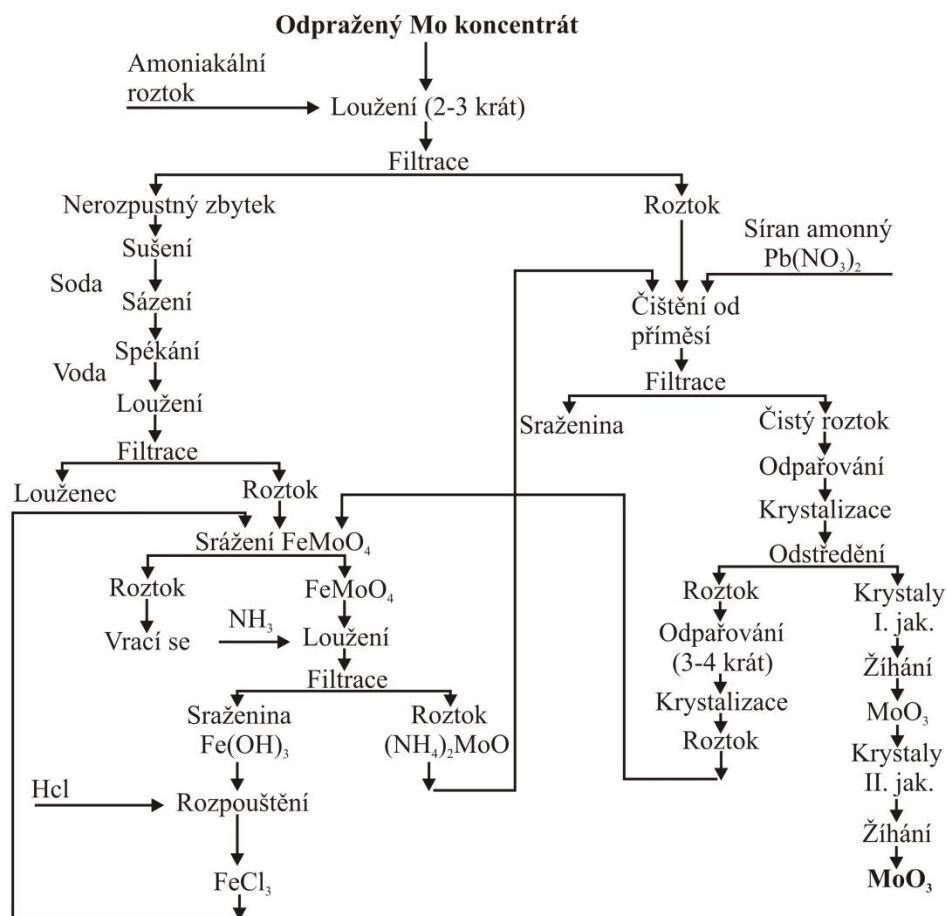 Odpražený Mo koncentrát
Amoniakální
roztok
Loužení (2-3 krát)
Filtrace
Nerozpustný zbytek
Roztok
Sušení
Síran amonný
Pb(NO₃)₂
Soda
Sázení
Čištění od
příměsí
Spékání
Voda
Filtrace
Loužení
Sraženina
Čistý roztok
Filtrace
Odpařování
Louženec
Roztok
Krystalizace
Srážení FeMoO₄
Odstředění
Roztok
FeMoO₄
Roztok
Krystaly
I. jak.
NH₃
Vrací se
Loužení
Odpařování
(3-4 krát)
Žíhání
Filtrace
Krystalizace
MoO₃
Sraženina
Fe(OH)₃
Roztok
(NH₄)₂MoO
Roztok
Krystaly
II. jak.
Hcl
Rozpouštění
Žíhání
FeCl₃
MoO₃